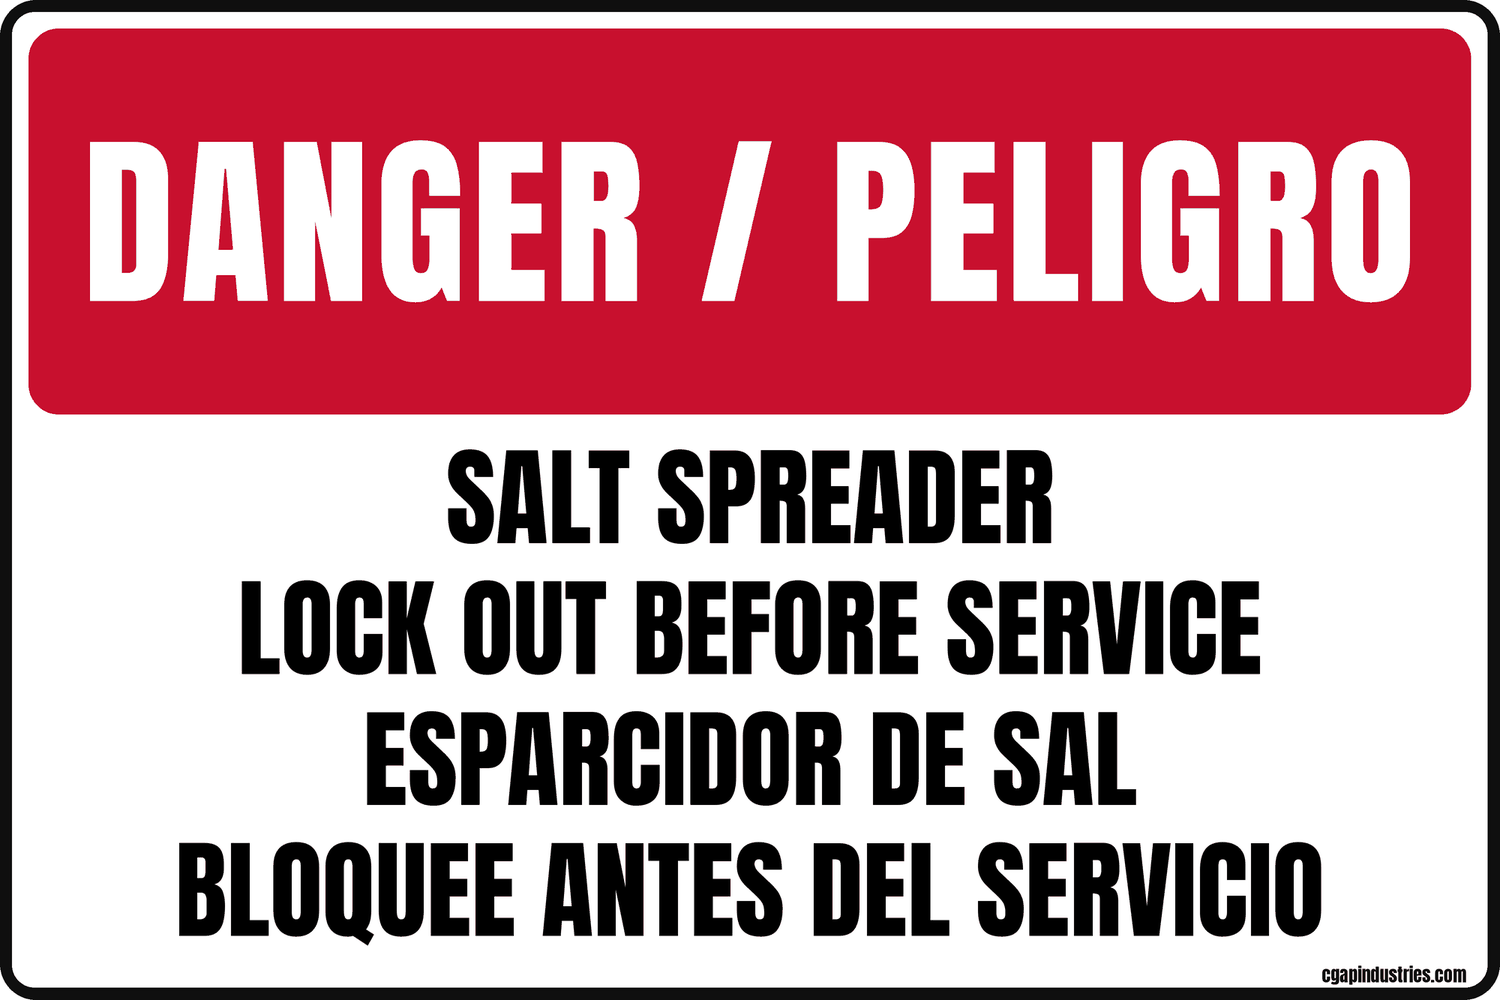 DANGER / PELIGRO
SALT SPREADER
LOCK OUT BEFORE SERVICE
ESPARCIDOR DE SAL
BLOQUEE ANTES DEL SERVICIO
cgapindustries.com